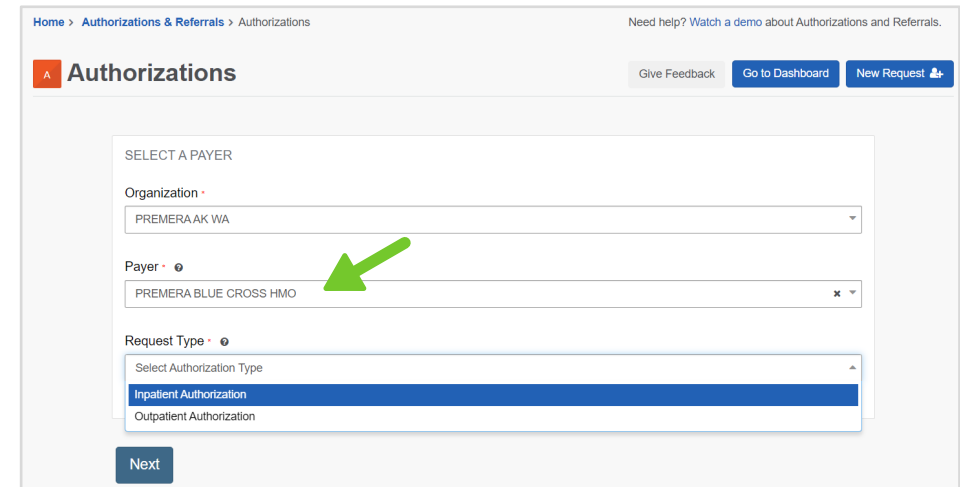 Home > Authorizations & Referrals > Authorizations
Need help? Watch a demo about Authorizations and Referrals.
A Authorizations
Give Feedback
Go to Dashboard
New Request
SELECT A PAYER
Organization *
PREMERA AK WA
Payer *
PREMERA BLUE CROSS HMO
Request Type *
Select Authorization Type
Inpatient Authorization
Outpatient Authorization
Next